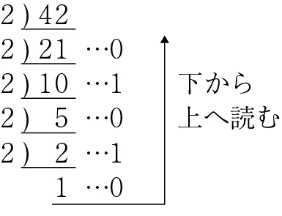 2 ) 42
2 ) 21 …0
2 ) 10 …1
2 ) 5 …0
2 ) 2 …1
1 …0
下から
上へ読む